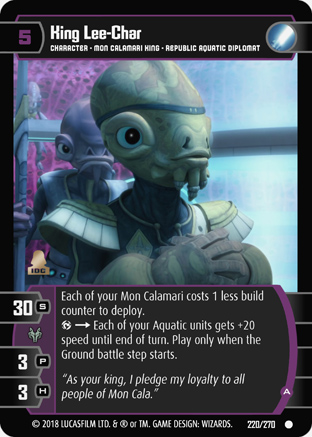 5
King Lee-Char
CHARACTER - MON CALAMARI KING - REPUBLIC AQUATIC DIPLOMAT
IDC
30 S
3 P
3 H
Each of your Mon Calamari costs 1 less build
counter to deploy.
→ Each of your Aquatic units gets +20
speed until end of turn. Play only when the
Ground battle step starts.
"As your king, I pledge my loyalty to all
people of Mon Cala."
A
© 2018 LUCASFILM LTD. & ® or TM. GAME DESIGN: WIZARDS.
220/270